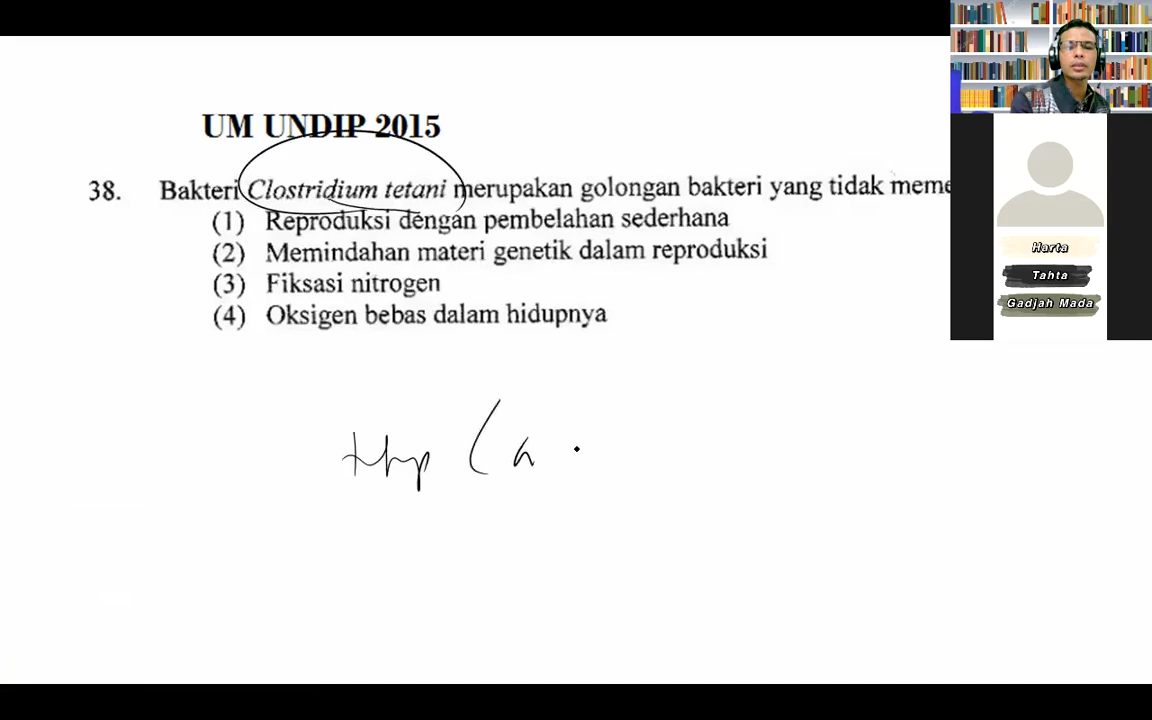 UM UNDIP 2015
38. Bakteri Clostridium tetani merupakan golongan bakteri yang tidak meme
(1) Reproduksi dengan pembelahan sederhana
(2) Memindahan materi genetik dalam reproduksi
(3) Fiksasi nitrogen
(4) Oksigen bebas dalam hidupnya
Harta
Tahta
Gadjah Mada